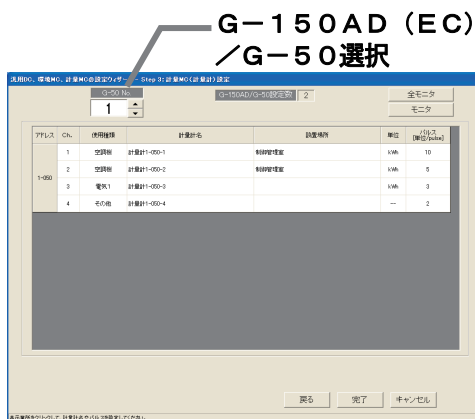 G－150AD（EC）
／G－50選択
汎用DC、環境MC、計量MCの設定ウィザード － Step 3: 計量MC(計量計)設定
G-50 No.
1
G-150AD/G-50設定数 2
全モニタ
モニタ
アドレス Ch. 使用種類 計量計名 設置場所 単位 パルス
[単位/pulse]
1-050
1 空調機 計量計1-050-1 制御管理室 kWh 10
2 空調機 計量計1-050-2 制御管理室 kWh 5
3 電気1 計量計1-050-3 kWh 3
4 その他 計量計1-050-4 --- 2
戻る 完了 キャンセル